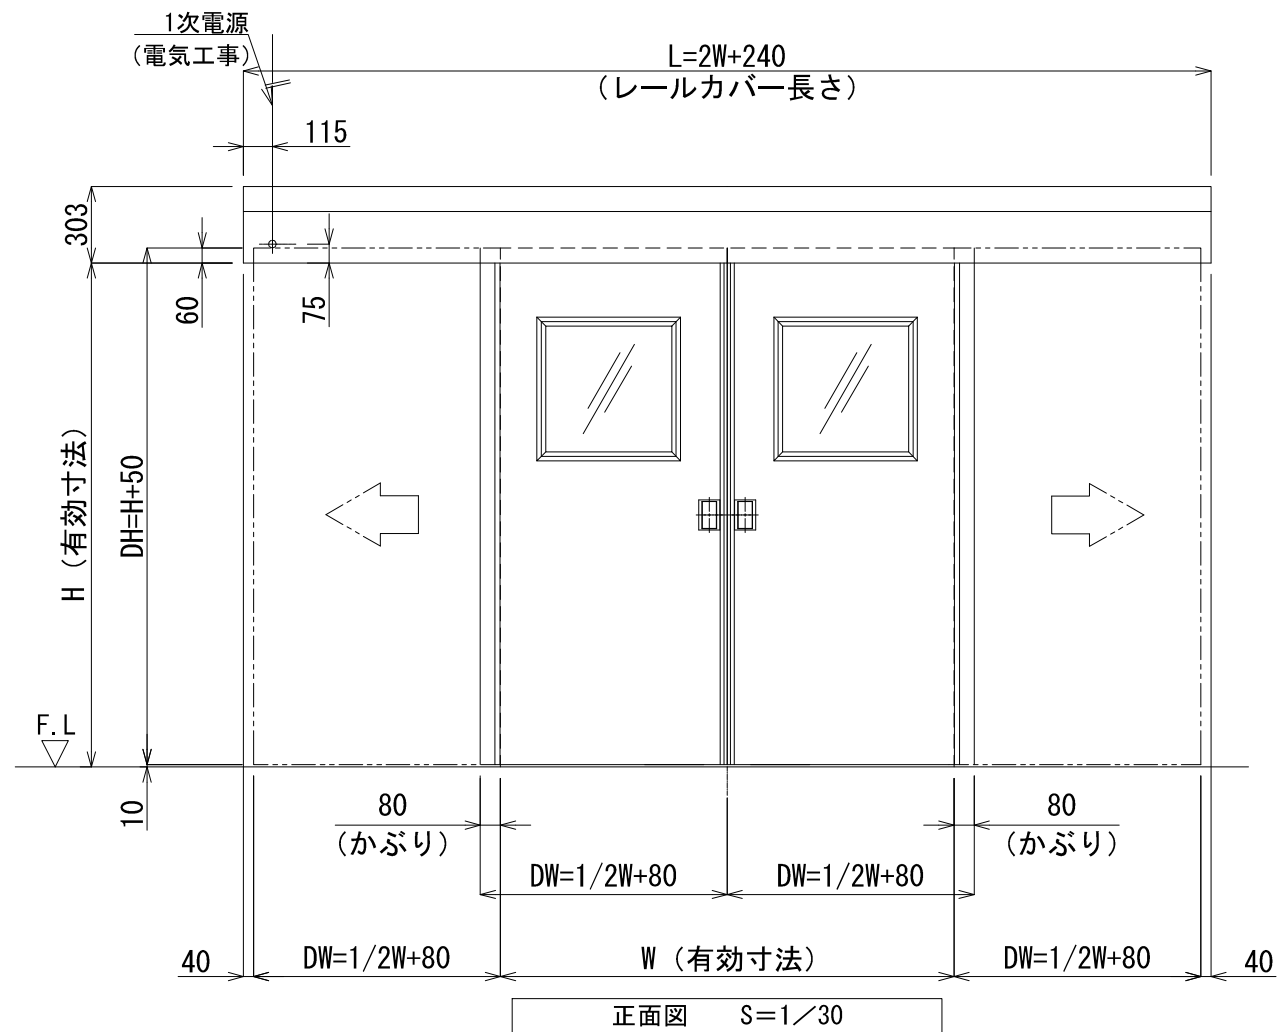 1次電源
(電気工事)
L=2W+240
(レールカバー長さ)
115
303
60
75
H(有効寸法)
DH=H+50
F.L
10
80
(かぶり)
80
(かぶり)
DW=1/2W+80
DW=1/2W+80
40
DW=1/2W+80
W(有効寸法)
DW=1/2W+80
40
正面図 S=1/30